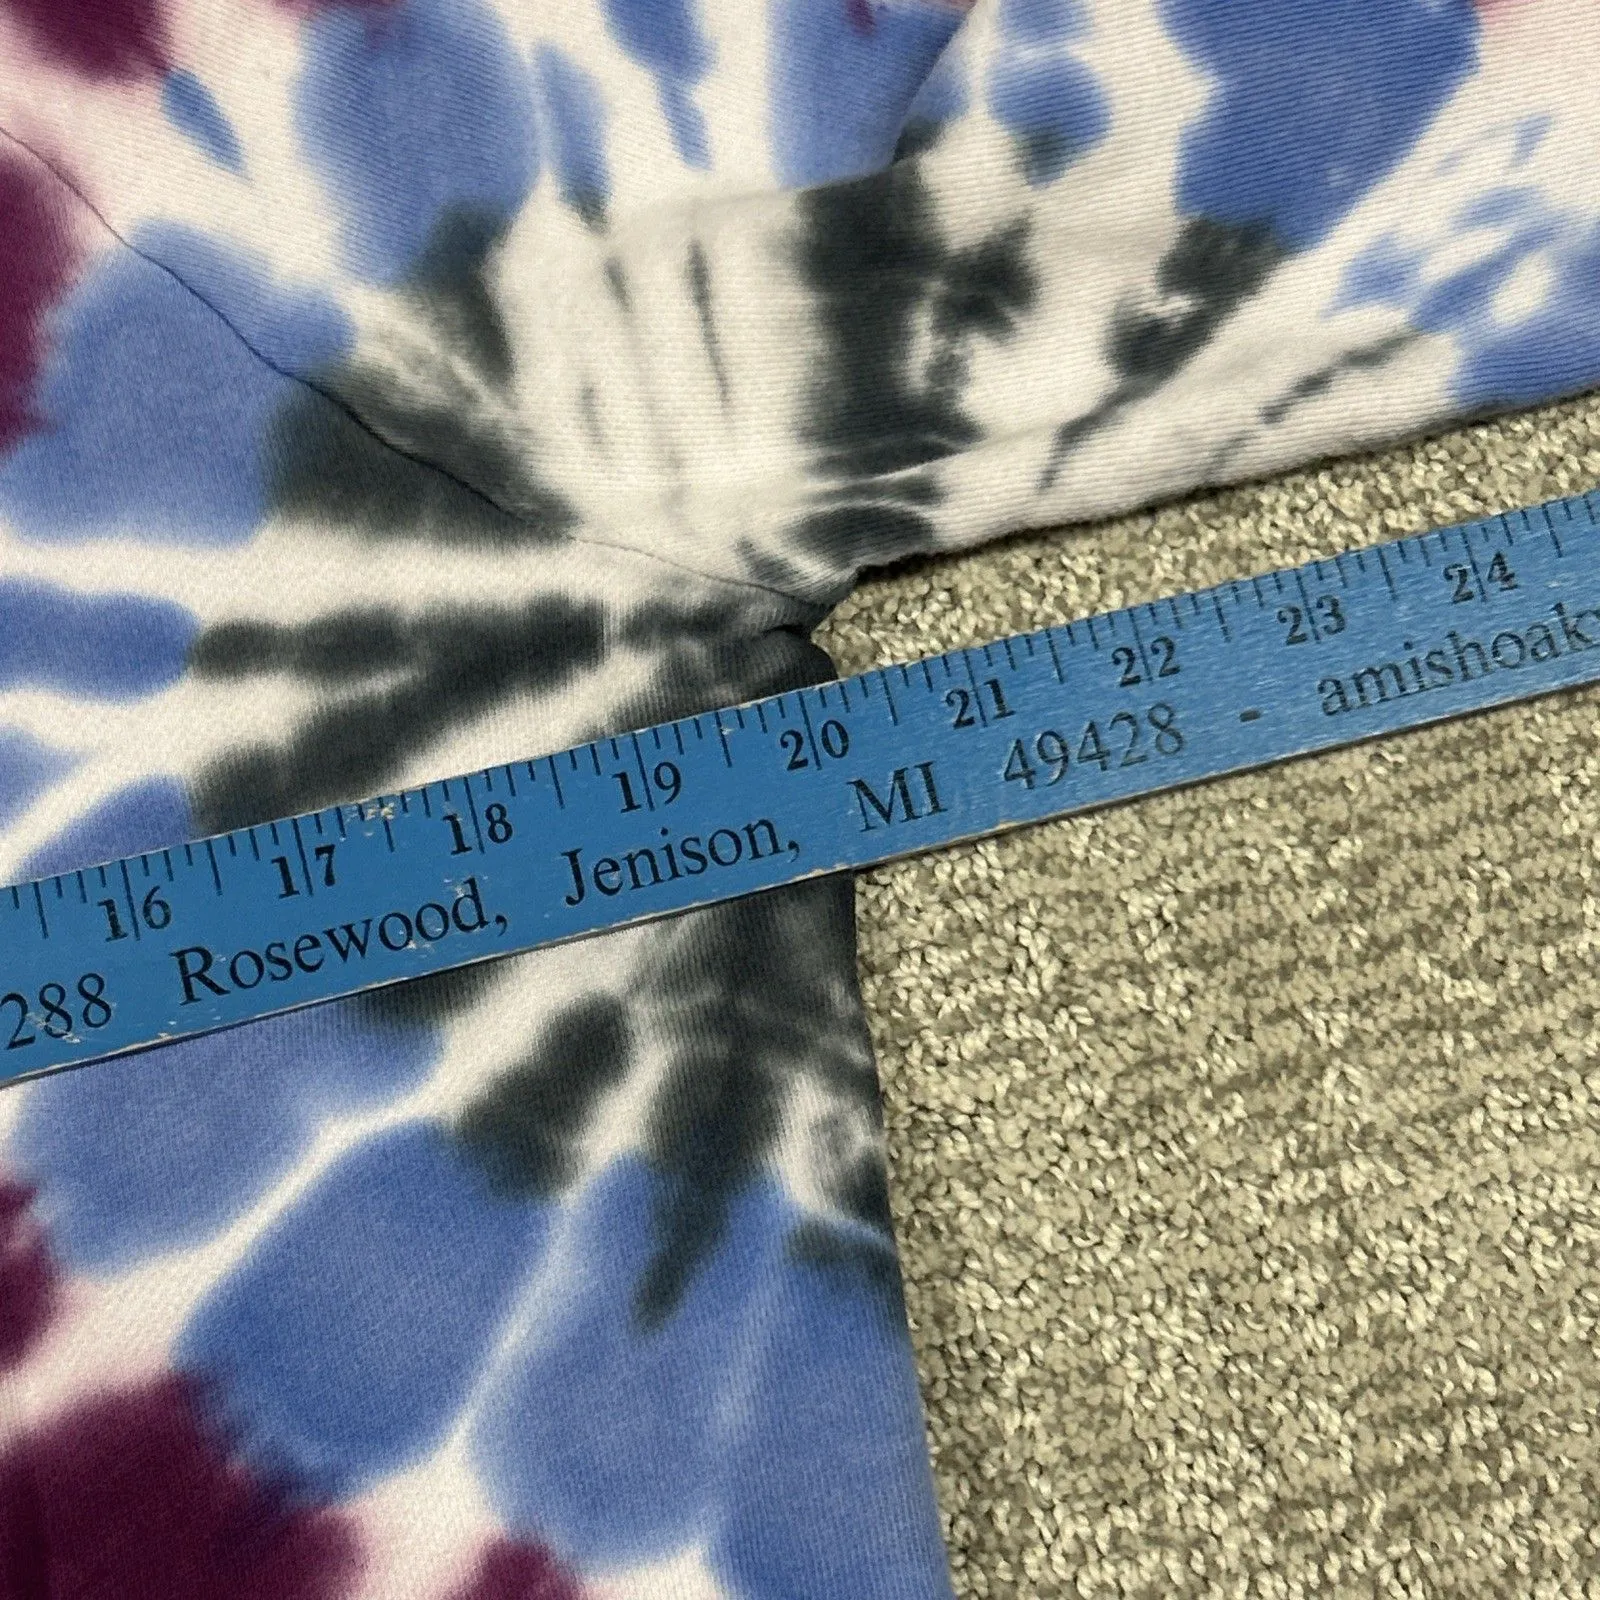 16 17 18 19 20 21 22 23 24
288 Rosewood, Jenison, MI 49428 - amishoak